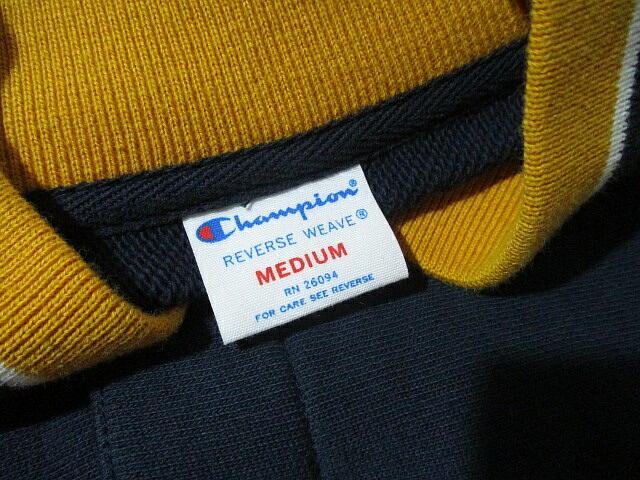 Champion®
REVERSE WEAVE®
MEDIUM
RN 26094
FOR CARE SEE REVERSE